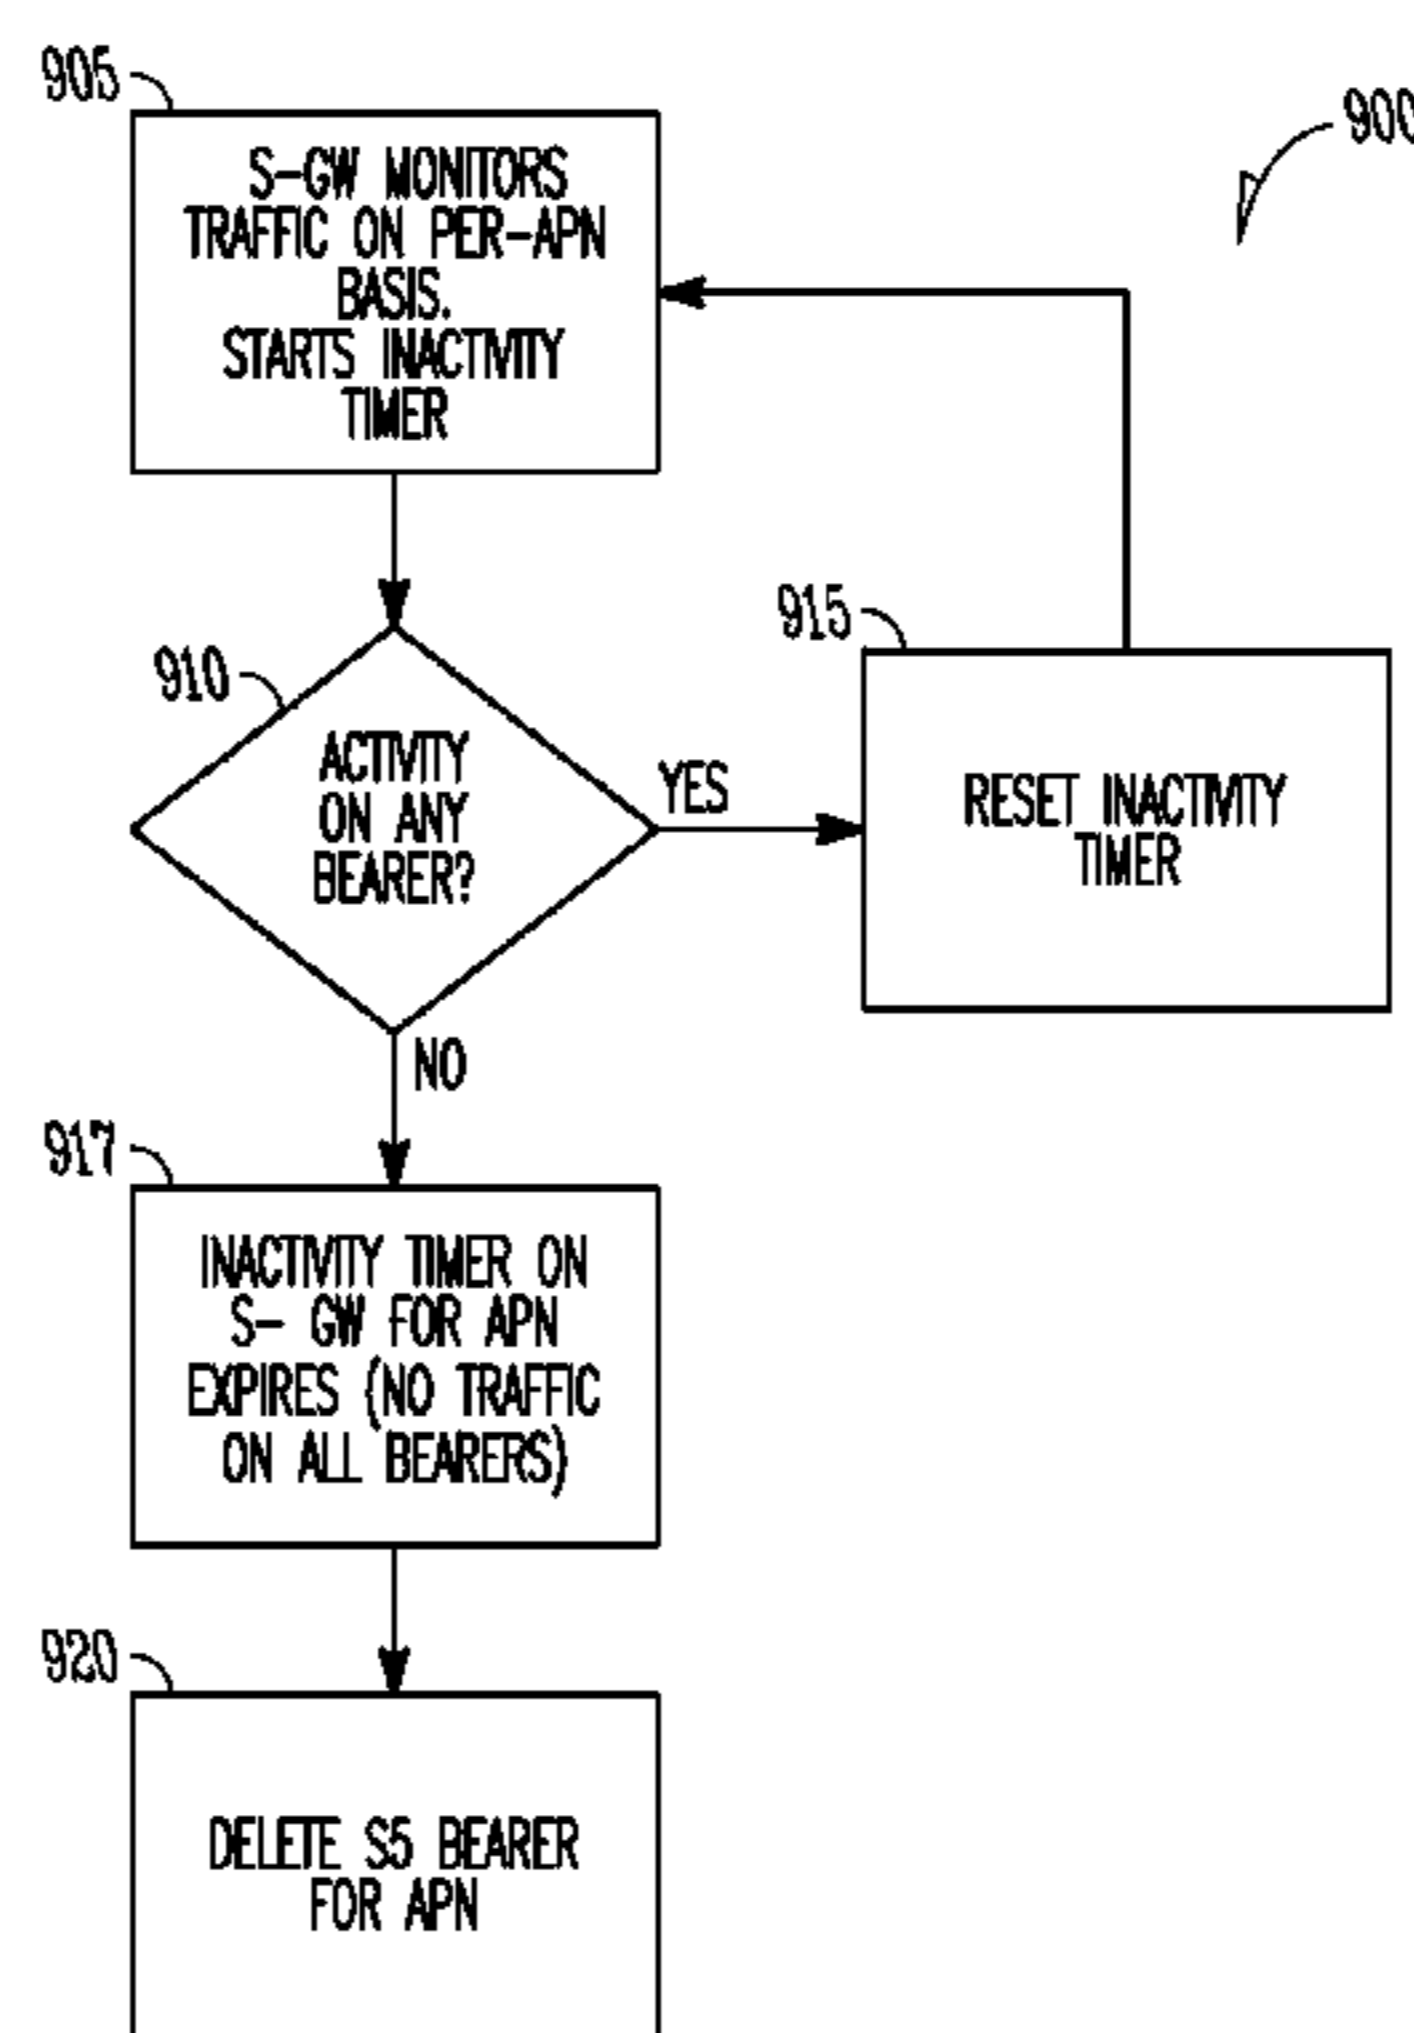 905
900
S-GW MONITORS
TRAFFIC ON PER-APN
BASIS.
STARTS INACTIVITY
TIMER
910
ACTIVITY
ON ANY
BEARER?
YES
915
RESET INACTIVITY
TIMER
NO
917
INACTIVITY TIMER ON
S- GW FOR APN
EXPIRES (NO TRAFFIC
ON ALL BEARERS)
920
DELETE S5 BEARER
FOR APN